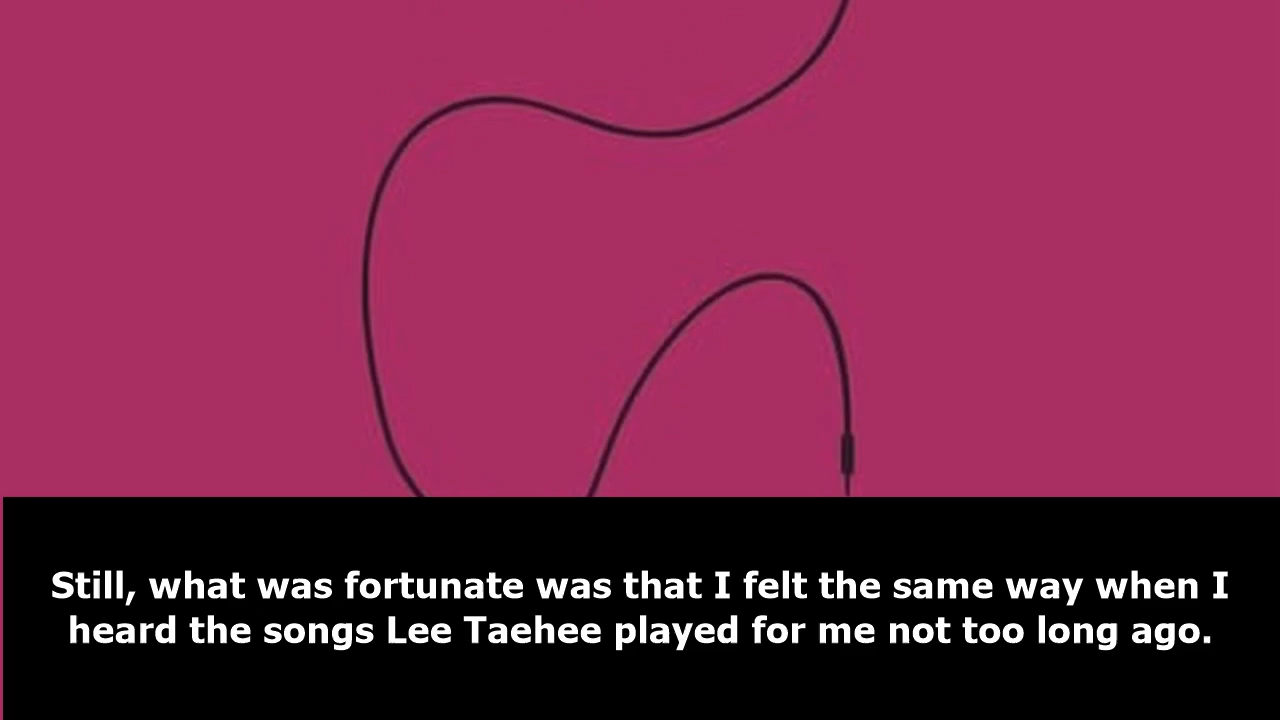 Still, what was fortunate was that I felt the same way when I
heard the songs Lee Taehee played for me not too long ago.